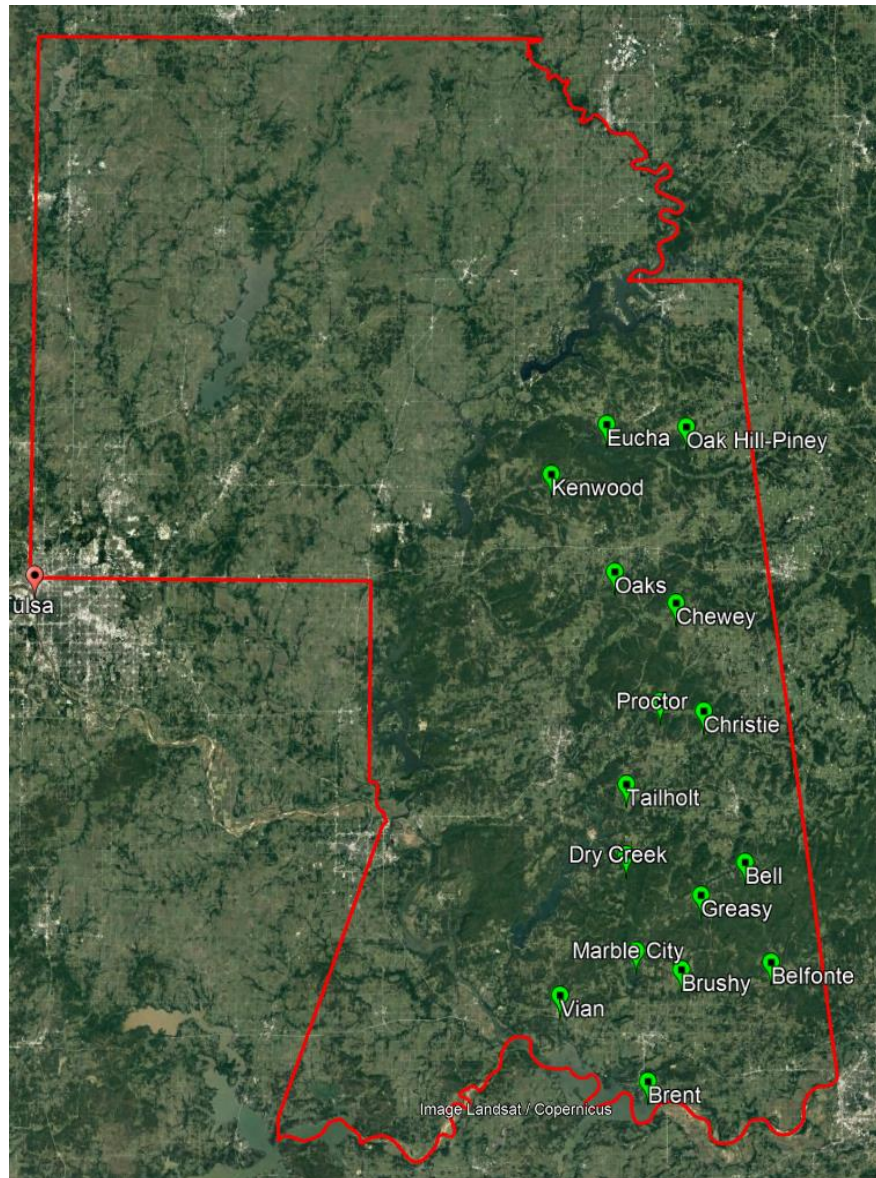 Eucha
Oak Hill-Piney
Kenwood
Oaks
ulsa
Chewey
Proctor
Christie
Tailholt
Dry Creek
Bell
Greasy
Marble City
Brushy
Belfonte
Vian
Brent
Image Landsat / Copernicus